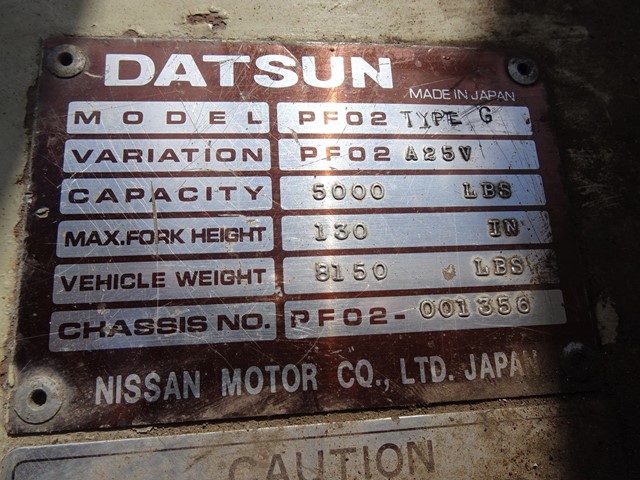 DATSUN
MADE IN JAPAN
MODEL PF02 TYPE G
VARIATION PF02 A25V
CAPACITY 5000 LBS
MAX.FORK HEIGHT 130 IN
VEHICLE WEIGHT 8150 LBS
CHASSIS NO. PF02-001356
NISSAN MOTOR CO., LTD. JAPAN
CAUTION